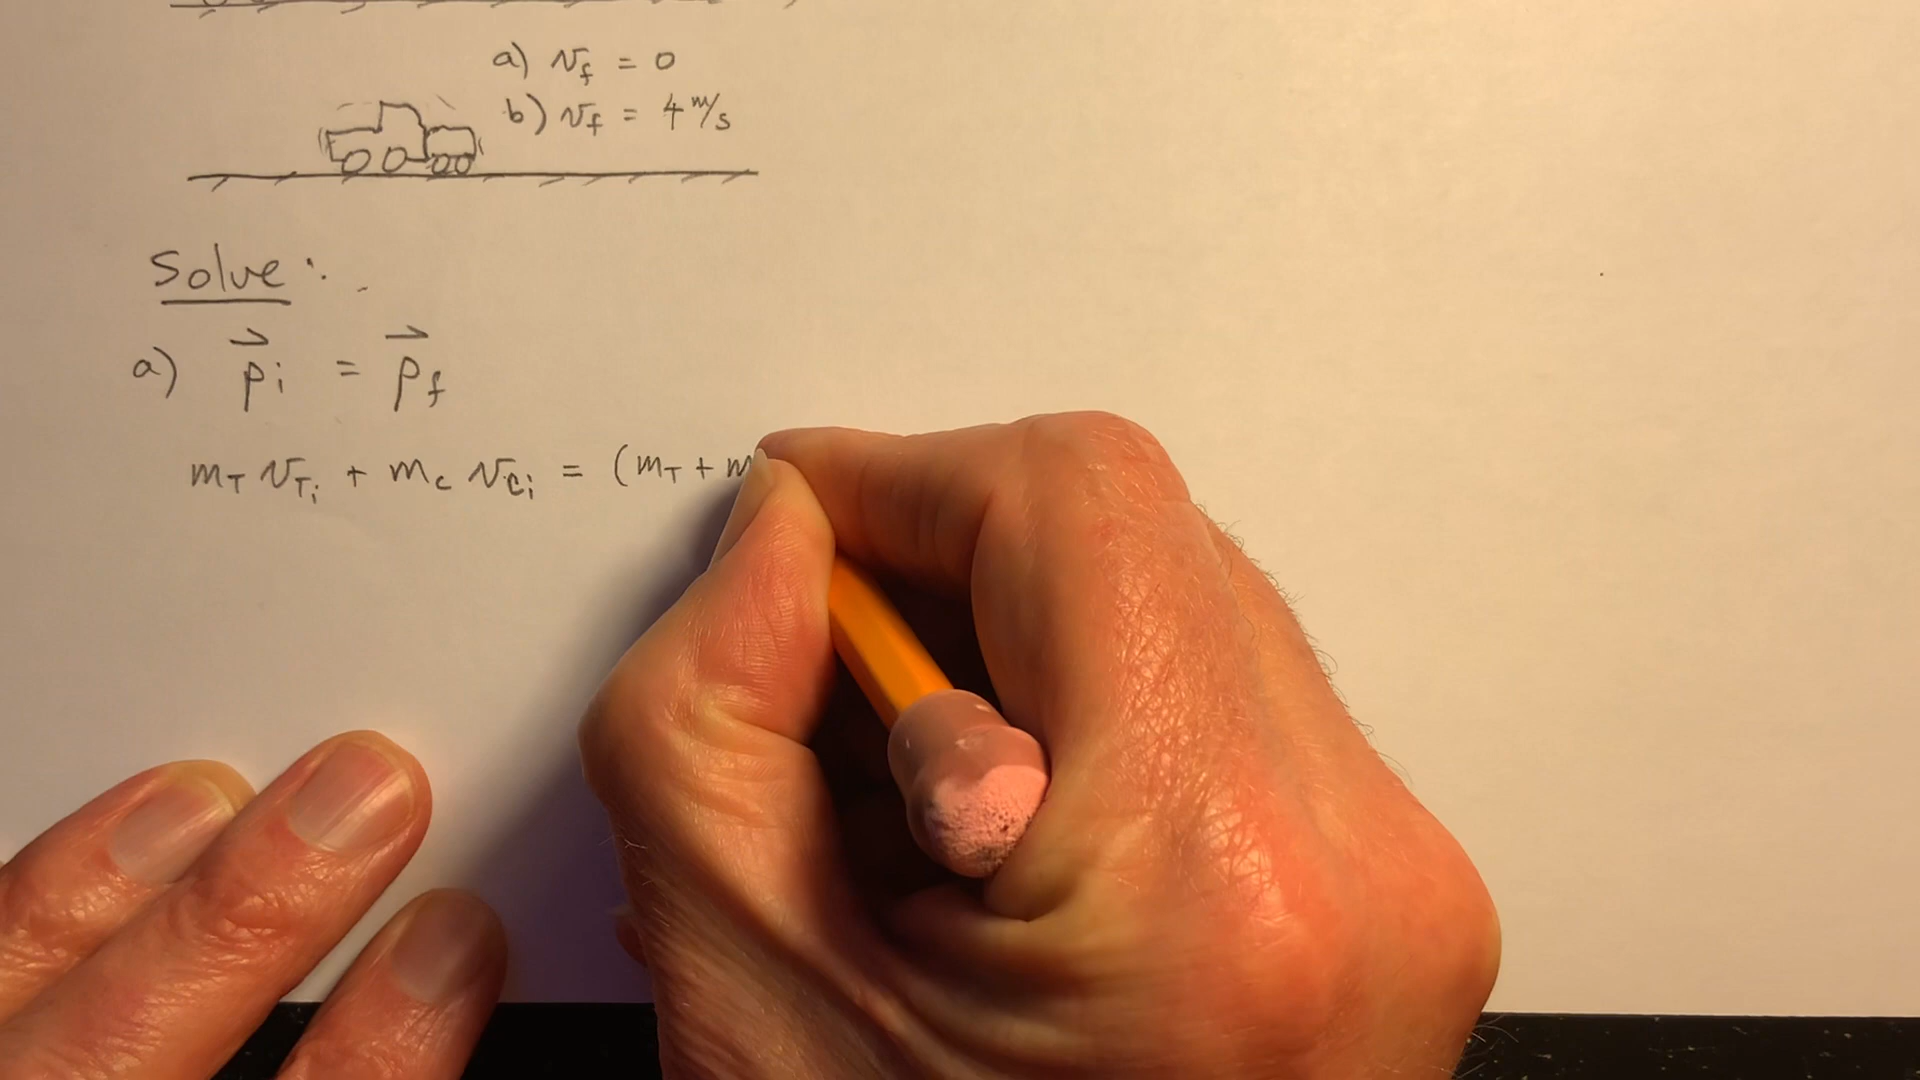 a) v_f = 0
b) v_f = 4 m/s
Solve:
a) p⃗_i = p⃗_f
m_T v_Ti + m_C v_Ci = (m_T + m